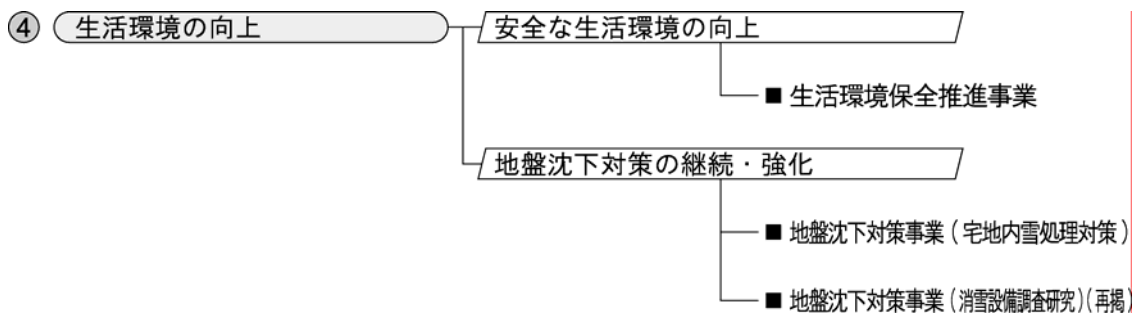 ④ 生活環境の向上
安全な生活環境の向上
■ 生活環境保全推進事業
地盤沈下対策の継続・強化
■ 地盤沈下対策事業(宅地内雪処理対策)
■ 地盤沈下対策事業(消雪設備調査研究)(再掲)